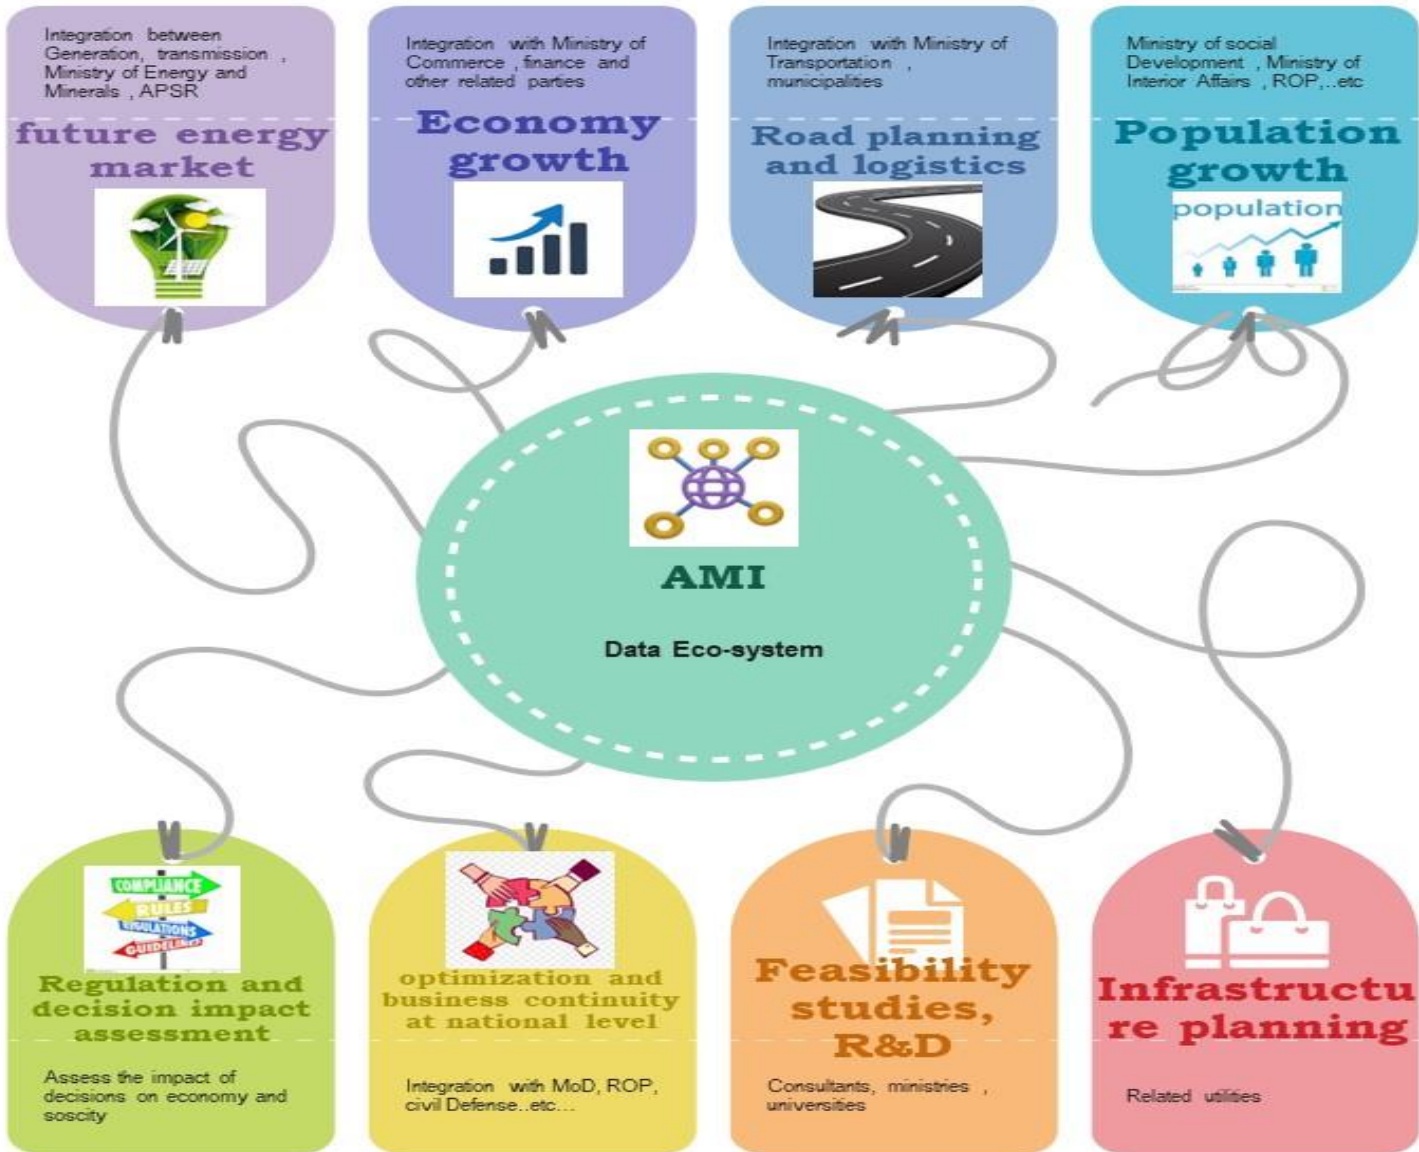 Integration between
Generation, transmission ,
Ministry of Energy and
Minerals , APSR
future energy
market
Integration with Ministry of
Commerce , finance and
other related parties
Economy
growth
Integration with Ministry of
Transportation ,
municipalities
Road planning
and logistics
Ministry of social
Development , Ministry of
Interior Affairs , ROP,..etc
Population
growth
population
AMI
Data Eco-system
COMPLIANCE
RULES
REGULATIONS
GUIDELINES
Regulation and
decision impact
assessment
Assess the impact of
decisions on economy and
soscity
optimization and
business continuity
at national level
Integration with MoD, ROP,
civil Defense..etc...
Feasibility
studies,
R&D
Consultants, ministries ,
universities
Infrastructu
re planning
Related utilities